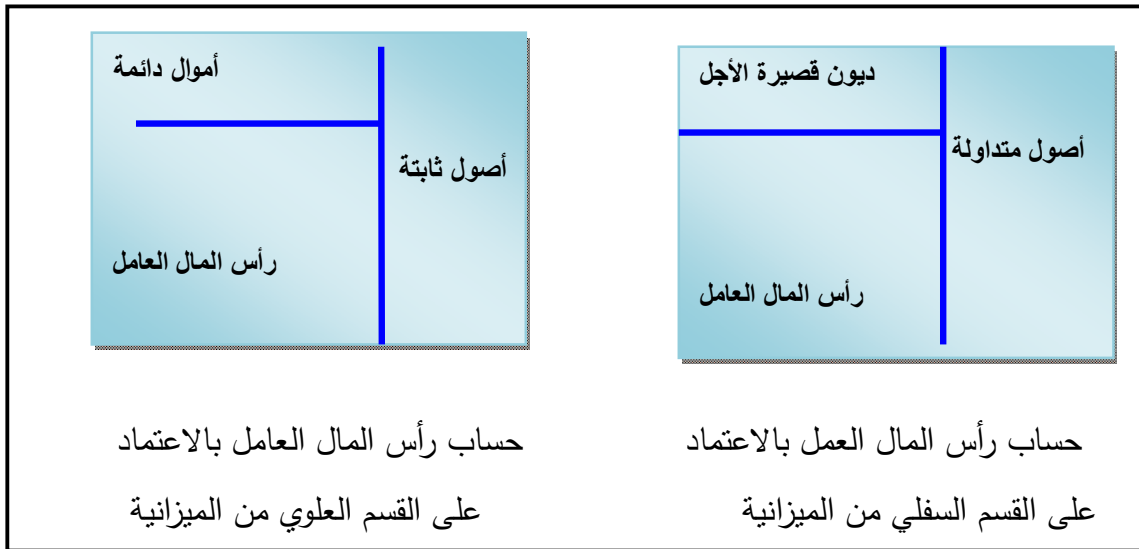 ديون قصيرة الأجل
أصول متداولة
رأس المال العامل
أموال دائمة
أصول ثابتة
رأس المال العامل
حساب رأس المال العمل بالاعتماد
على القسم السفلي من الميزانية
حساب رأس المال العامل بالاعتماد
على القسم العلوي من الميزانية